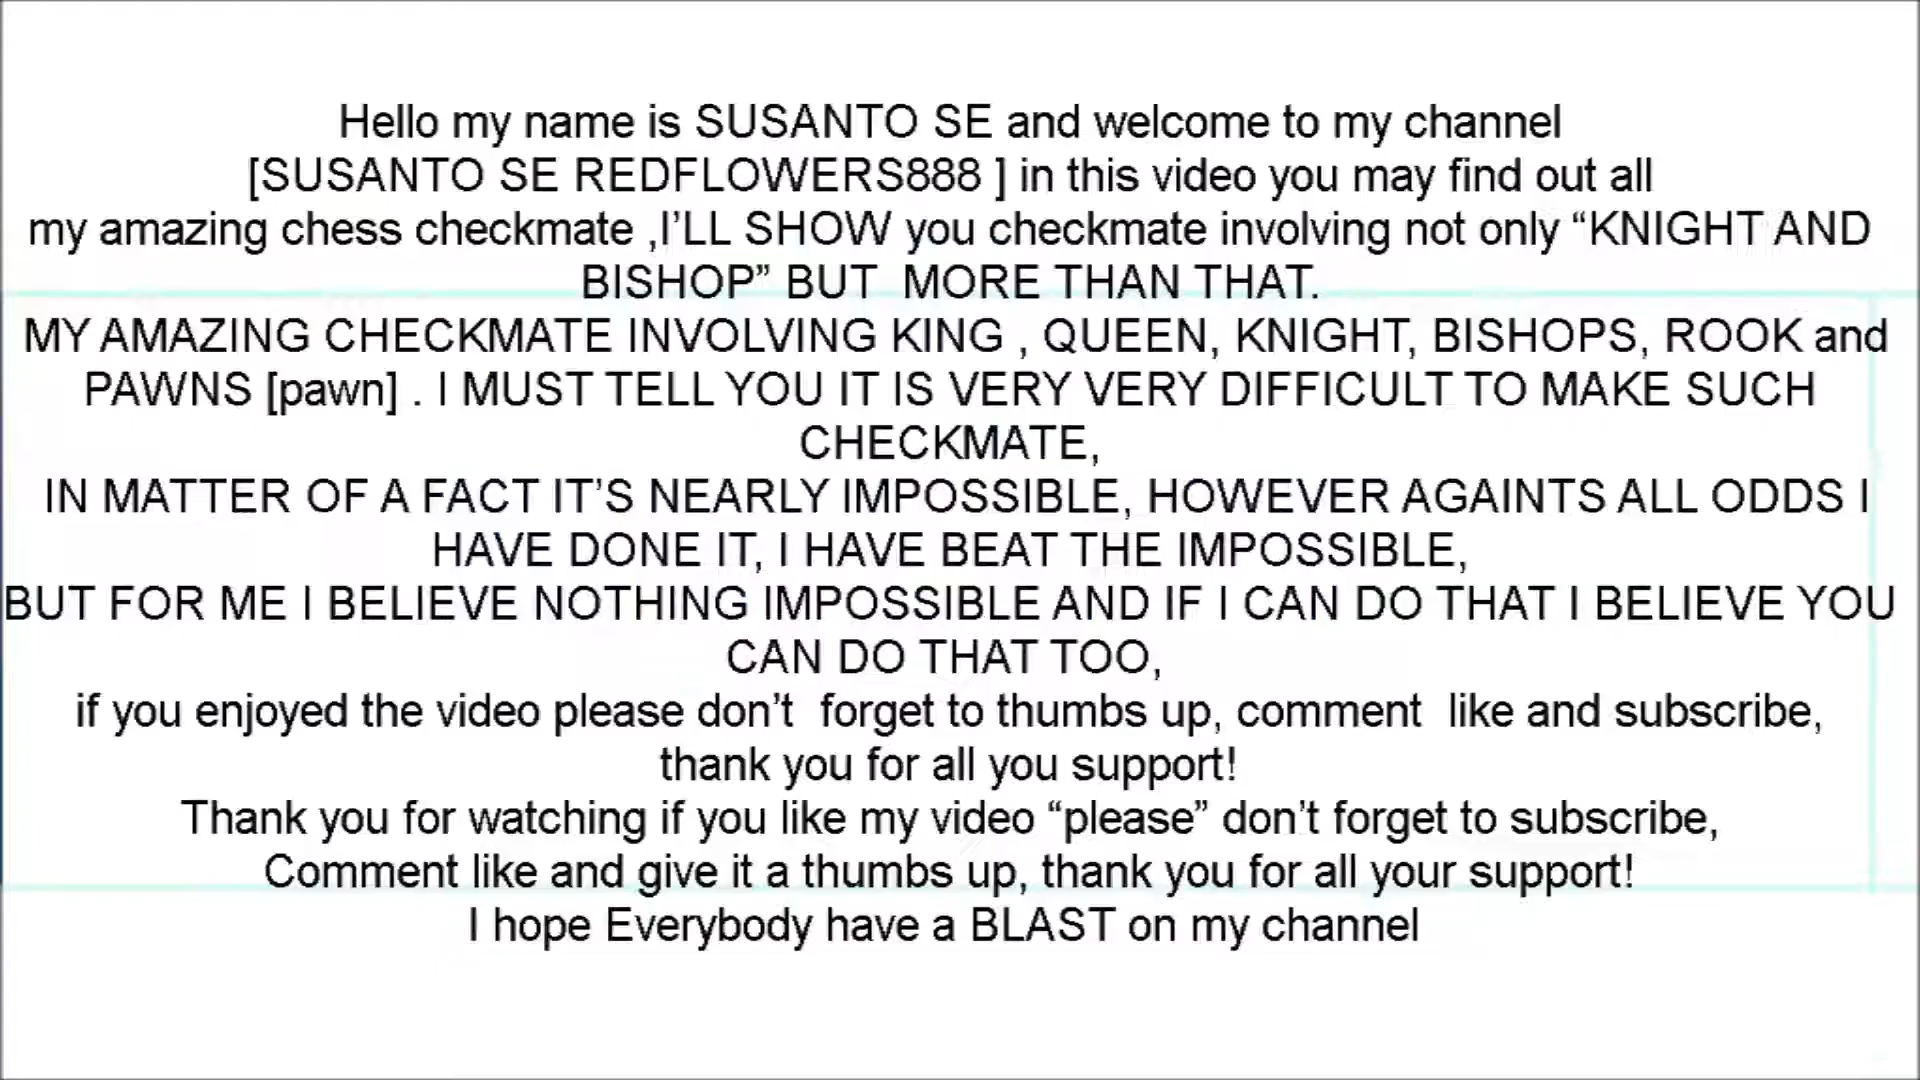 Hello my name is SUSANTO SE and welcome to my channel
[SUSANTO SE REDFLOWERS888 ] in this video you may find out all
my amazing chess checkmate ,I’LL SHOW you checkmate involving not only “KNIGHT AND
BISHOP” BUT  MORE THAN THAT.
MY AMAZING CHECKMATE INVOLVING KING , QUEEN, KNIGHT, BISHOPS, ROOK and
PAWNS [pawn] . I MUST TELL YOU IT IS VERY VERY DIFFICULT TO MAKE SUCH
CHECKMATE,
IN MATTER OF A FACT IT’S NEARLY IMPOSSIBLE, HOWEVER AGAINTS ALL ODDS I
HAVE DONE IT, I HAVE BEAT THE IMPOSSIBLE,
BUT FOR ME I BELIEVE NOTHING IMPOSSIBLE AND IF I CAN DO THAT I BELIEVE YOU
CAN DO THAT TOO,
if you enjoyed the video please don’t  forget to thumbs up, comment  like and subscribe,
thank you for all you support!
Thank you for watching if you like my video “please” don’t forget to subscribe,
Comment like and give it a thumbs up, thank you for all your support!
I hope Everybody have a BLAST on my channel